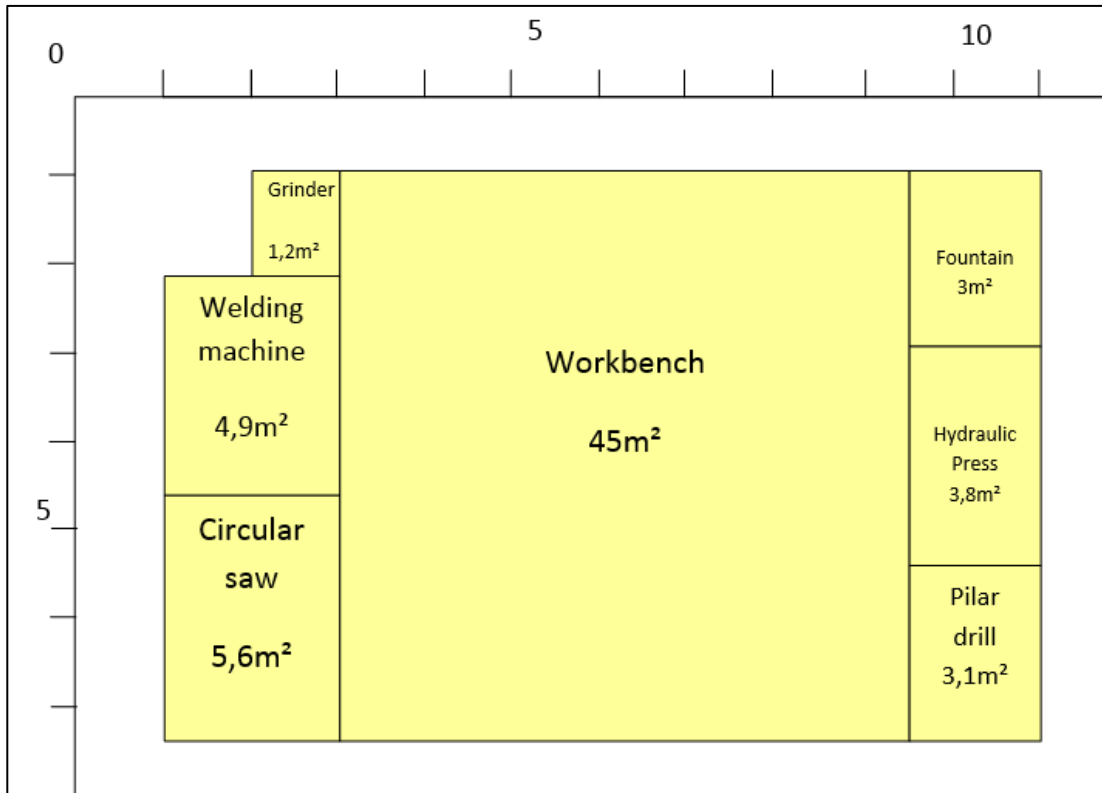 0
5
10
Grinder
1,2m²
Fountain
3m²
Welding
machine
4,9m²
Workbench
45m²
Hydraulic
Press
3,8m²
5
Circular
saw
5,6m²
Pilar
drill
3,1m²